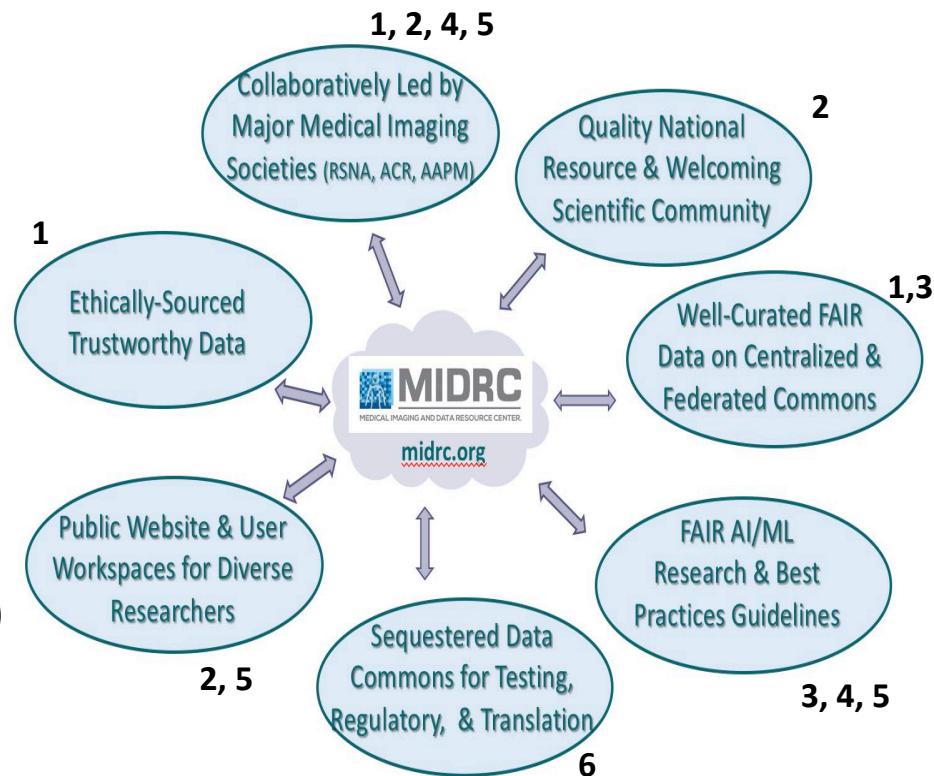 1, 2, 4, 5
Collaboratively Led by
Major Medical Imaging
Societies (RSNA, ACR, AAPM)
2
Quality National
Resource & Welcoming
Scientific Community
1
Ethically-Sourced
Trustworthy Data
1,3
Well-Curated FAIR
Data on Centralized &
Federated Commons
MIDRC
MEDICAL IMAGING AND DATA RESOURCE CENTER.
midrc.org
Public Website & User
Workspaces for Diverse
Researchers
2, 5
FAIR AI/ML
Research & Best
Practices Guidelines
3, 4, 5
Sequestered Data
Commons for Testing,
Regulatory, & Translation
6
)